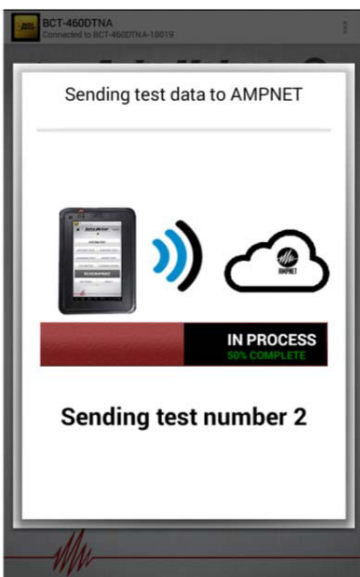 BCT-460DTNA
Connected to BCT-460DTNA-10019
Sending test data to AMPNET
AMPNET
IN PROCESS
50% COMPLETE
Sending test number 2